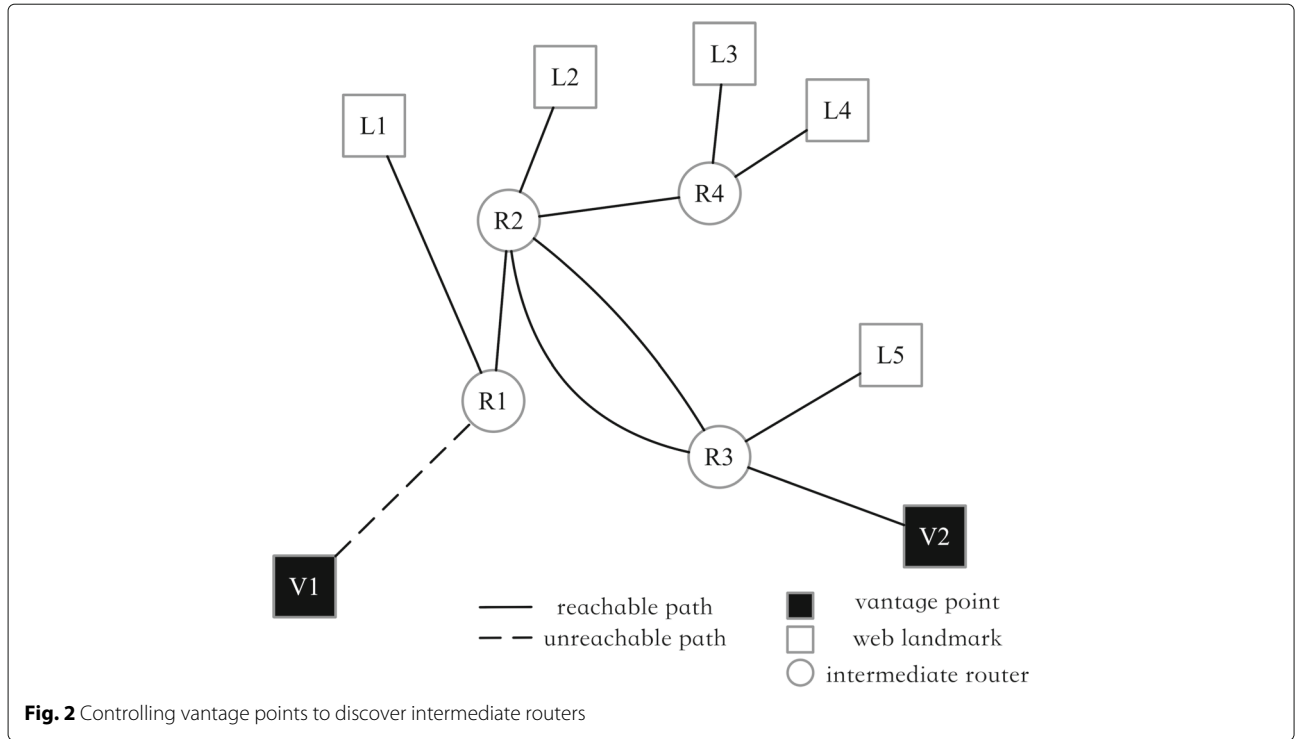 L3
L2
L4
L1
R4
R2
L5
R1
R3
V2
V1
reachable path
unreachable path
vantage point
web landmark
intermediate router
Fig. 2 Controlling vantage points to discover intermediate routers